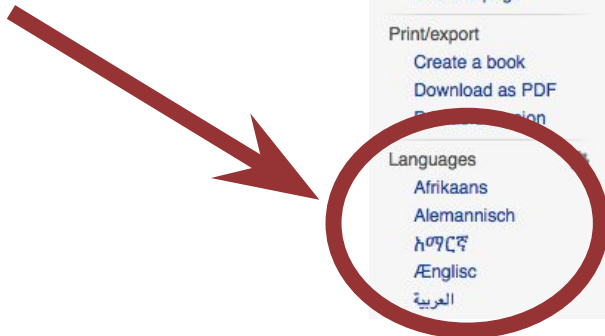 Print/export
Create a book
Download as PDF
Languages
Afrikaans
Alemannisch
አማርኛ
Ænglisc
العربية